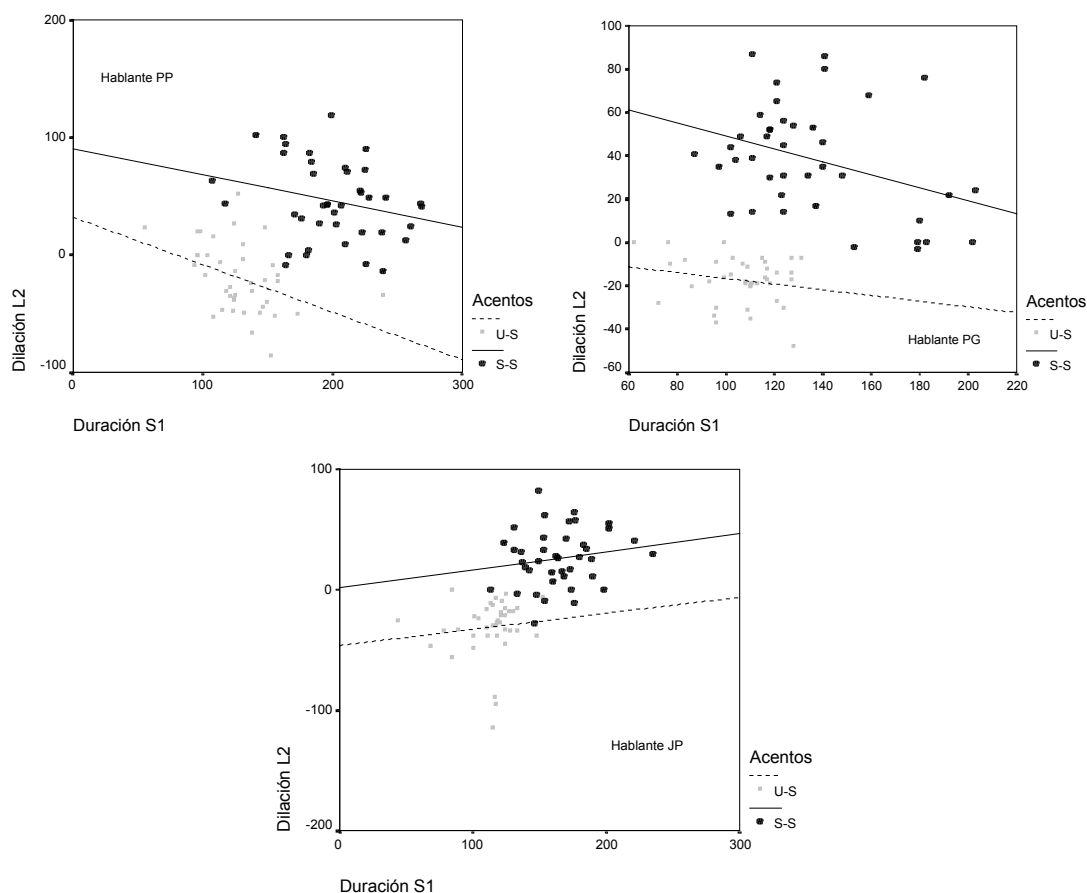 200
100
0
-100
0
100
200
300
Hablante PP
Dilación L2
Duración S1
Acentos
U-S
S-S
100
80
60
40
20
0
-20
-40
-60
60
80
100
120
140
160
180
200
220
Hablante PG
Dilación L2
Duración S1
Acentos
U-S
S-S
100
0
-100
-200
0
100
200
300
Hablante JP
Dilación L2
Duración S1
Acentos
U-S
S-S